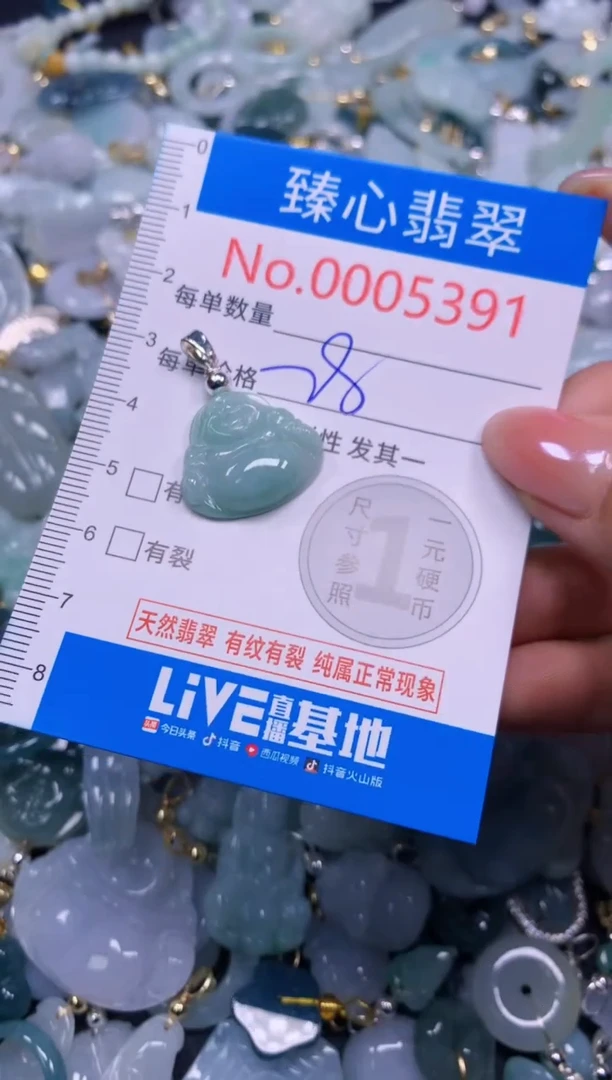 臻心翡翠
No.0005391
每单数量
每单价格 28
性 发其一
有
有裂
尺寸参照
1
一元硬币
天然翡翠 有纹有裂 纯属正常现象
LiVE直播基地
头条 今日头条 抖音 西瓜视频 抖音火山版
0
1
2
3
4
5
6
7
8